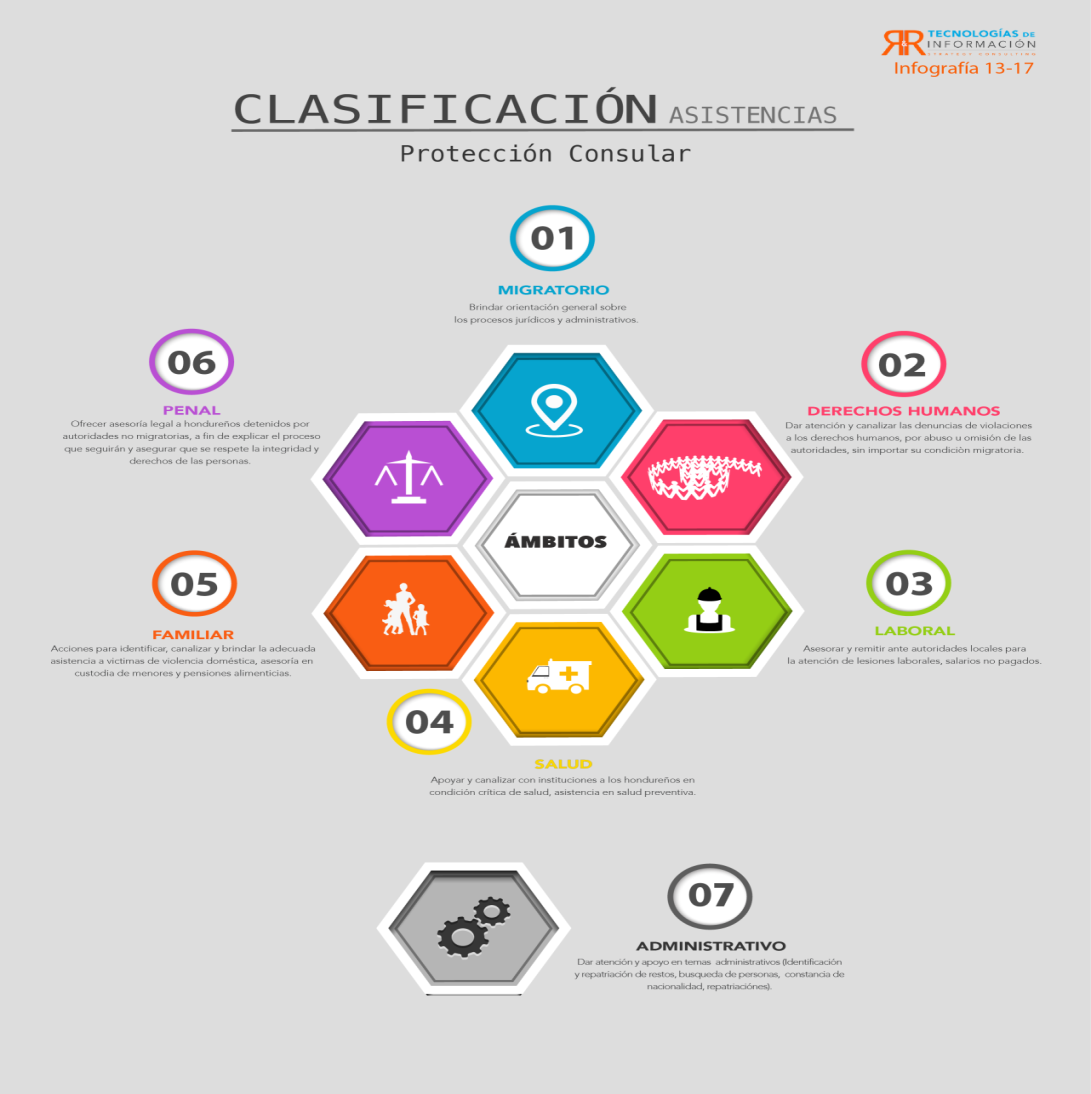 R&R TECNOLOGÍAS DE
INFORMACIÓN
Infografía 13-17
CLASIFICACIÓN ASISTENCIAS
Protección Consular
01
MIGRATORIO
Brindar orientación general sobre
los procesos jurídicos y administrativos.
02
DERECHOS HUMANOS
Dar atención y canalizar las denuncias de violaciones
a los derechos humanos, por abuso u omisión de las
autoridades, sin importar su condición migratoria.
ÁMBITOS
03
LABORAL
Asesorar y remitir ante autoridades locales para
la atención de lesiones laborales, salarios no pagados.
04
SALUD
Apoyar y canalizar con instituciones a los hondureños en
condición crítica de salud, asistencia en salud preventiva.
05
FAMILIAR
Acciones para identificar, canalizar y brindar la adecuada
asistencia a victimas de violencia doméstica, asesoría en
custodia de menores y pensiones alimenticias.
06
PENAL
Ofrecer asesoría legal a hondureños detenidos por
autoridades no migratorias, a fin de explicar el proceso
que seguirán y asegurar que se respete la integridad y
derechos de las personas.
07
ADMINISTRATIVO
Dar atención y apoyo en temas administrativos (Identificación
y repatriación de restos, busqueda de personas, constancia de
nacionalidad, repatriaciónes).